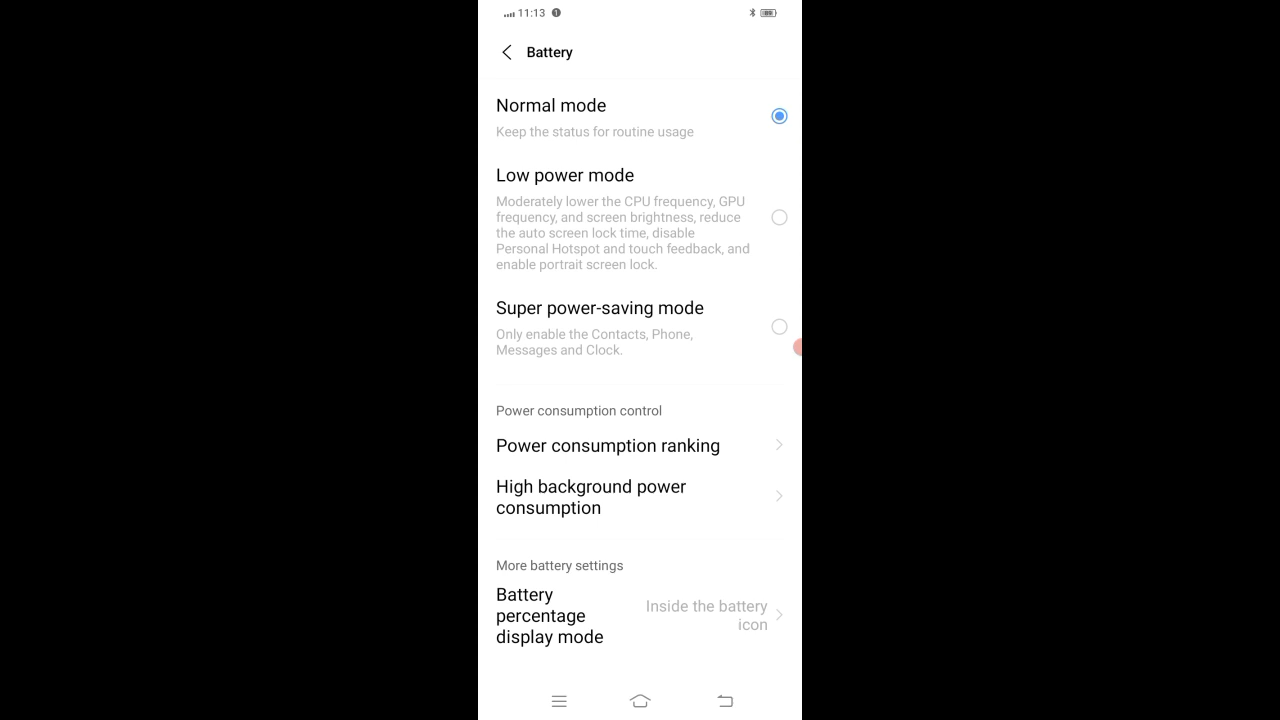 11:13
Battery
Normal mode
Keep the status for routine usage
Low power mode
Moderately lower the CPU frequency, GPU
frequency, and screen brightness, reduce
the auto screen lock time, disable
Personal Hotspot and touch feedback, and
enable portrait screen lock.
Super power-saving mode
Only enable the Contacts, Phone,
Messages and Clock.
Power consumption control
Power consumption ranking
High background power
consumption
More battery settings
Battery
percentage
display mode
Inside the battery
icon